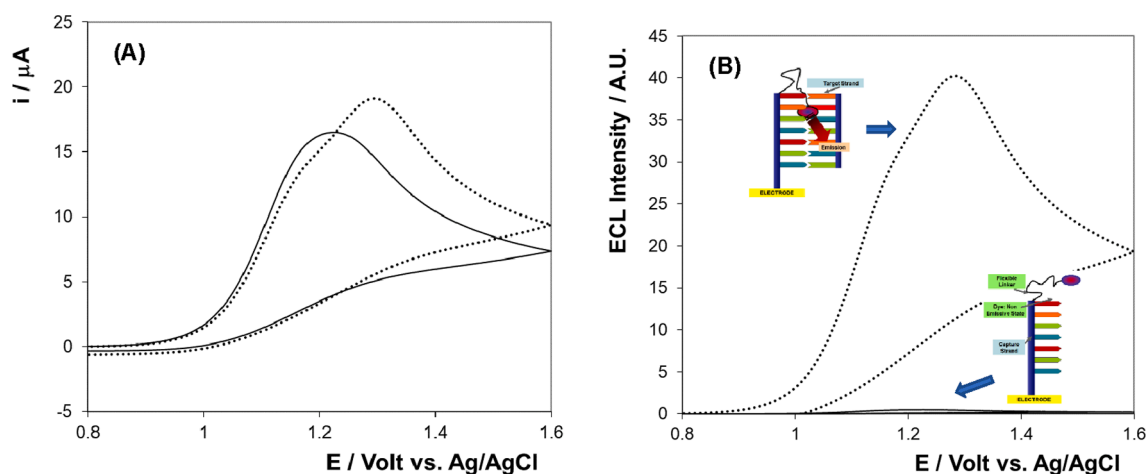 (A)
i / μA
25
20
15
10
5
0
-5
0.8
1
1.2
1.4
1.6
E / Volt vs. Ag/AgCl
(B)
ECL Intensity / A.U.
45
40
35
30
25
20
15
10
5
0
0.8
1
1.2
1.4
1.6
E / Volt vs. Ag/AgCl
Target Strand
Emission
ELECTRODE
Flexible
Linker
Dyer Non
Emissive State
Capture
Strand
ELECTRODE